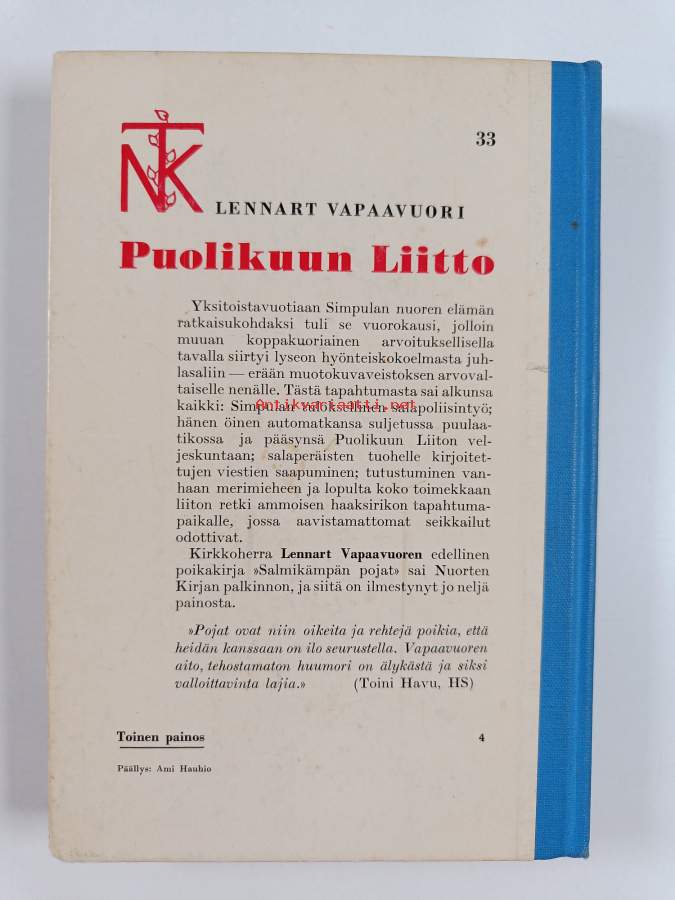 NTK
33
LENNART VAPAAVUORI
Puolikuun Liitto
Yksitoistavuotiaan Simpulan nuoren elämän
ratkaisukohdaksi tuli se vuorokausi, jolloin
muuan koppakuoriainen arvoituksellisella
tavalla siirtyi lyseon hyönteiskokoelmasta juh-
lasaliin — erään muotokuvaveistoksen arvoval-
taiselle nenälle. Tästä tapahtumasta sai alkunsa
kaikki: Simpulan tuloksellinen salapoliisintyö;
Antikvariaatti.net
hänen öinen automatkansa suljetussa puulaa-
tikossa ja pääsynsä Puolikuun Liiton vel-
jeskuntaan; salaperäisten tuohelle kirjoitet-
tujen viestien saapuminen; tutustuminen van-
haan merimieheen ja lopulta koko toimekkaan
liiton retki ammoisen haaksirikon tapahtuma-
paikalle, jossa aavistamattomat seikkailut
odottivat.
Kirkkoherra Lennart Vapaavuoren edellinen
poikakirja »Salmikämpän pojat» sai Nuorten
Kirjan palkinnon, ja siitä on ilmestynyt jo neljä
painosta.
»Pojat ovat niin oikeita ja rehtejä poikia, että
heidän kanssaan on ilo seurustella. Vapaavuoren
aito, tehostamaton huumori on älykästä ja siksi
valloittavinta lajia.» (Toini Havu, HS)
Toinen painos
4
Päällys: Ami Hauhio